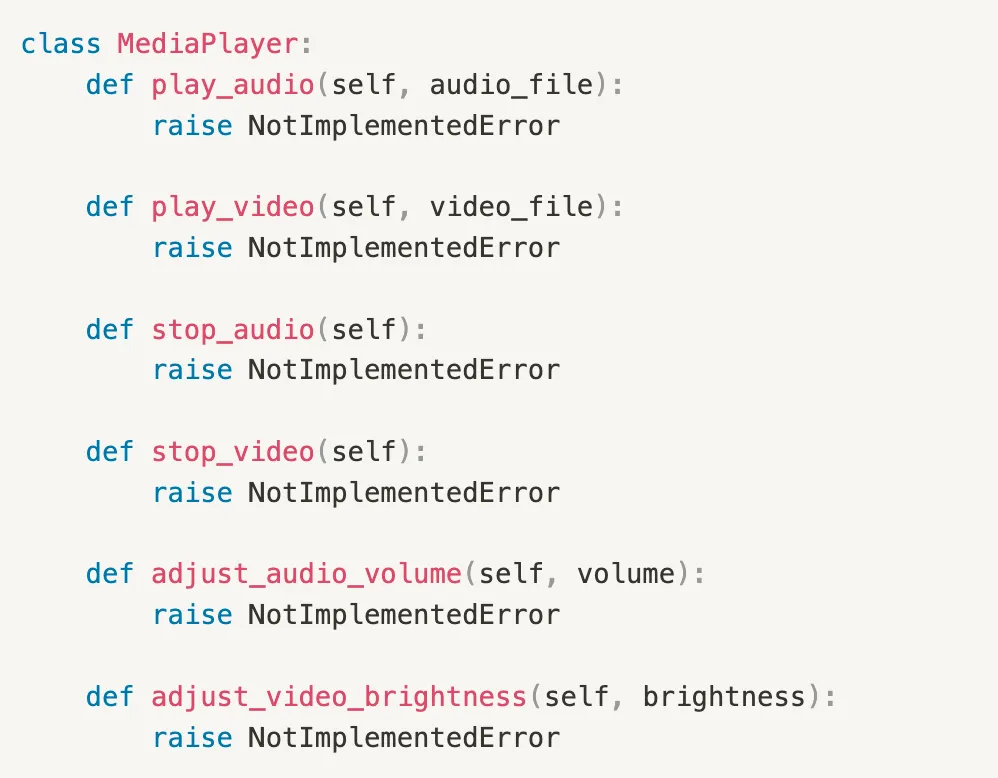 class MediaPlayer:
    def play_audio(self, audio_file):
        raise NotImplementedError
    def play_video(self, video_file):
        raise NotImplementedError
    def stop_audio(self):
        raise NotImplementedError
    def stop_video(self):
        raise NotImplementedError
    def adjust_audio_volume(self, volume):
        raise NotImplementedError
    def adjust_video_brightness(self, brightness):
        raise NotImplementedError